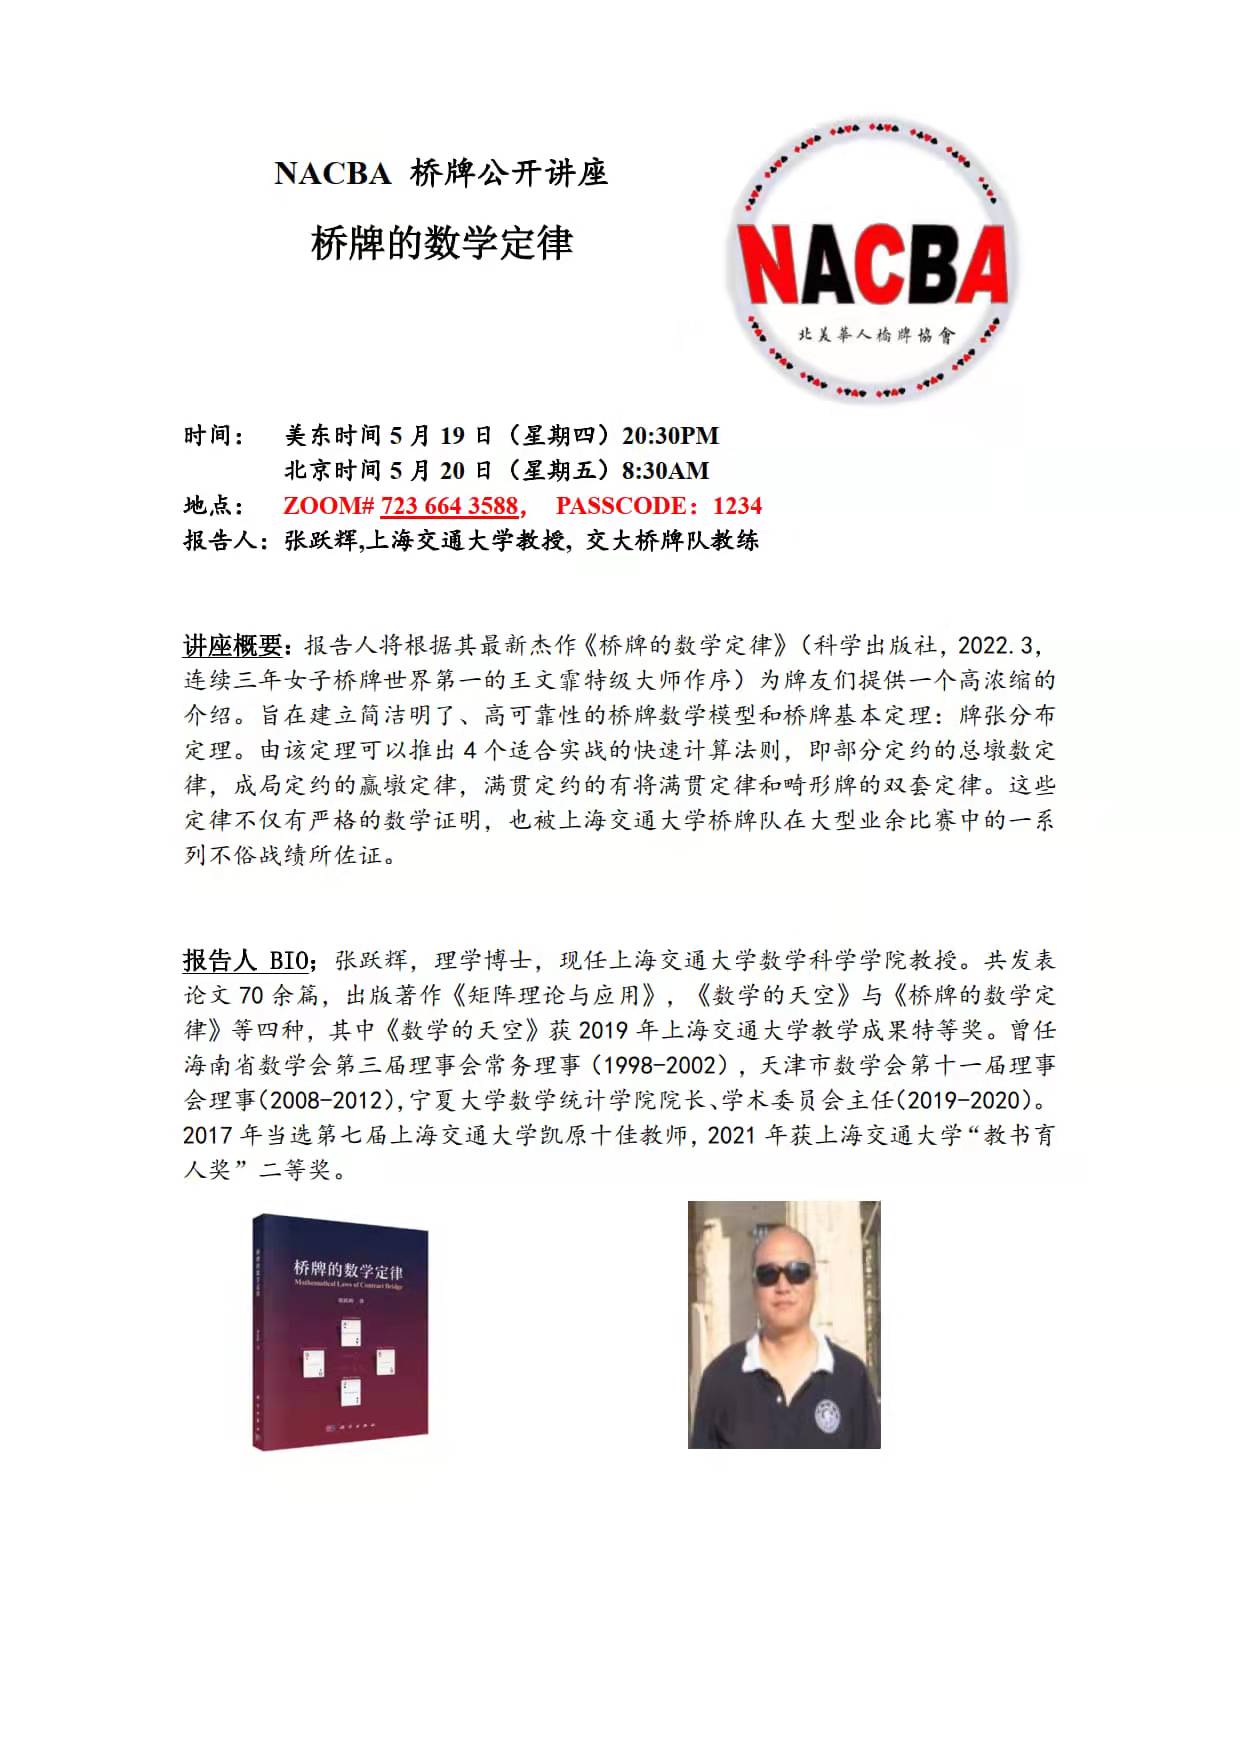 NACBA 桥牌公开讲座
桥牌的数学定律
NACBA
北美華人橋牌協會
时间： 美东时间 5 月 19 日（星期四）20:30PM
北京时间 5 月 20 日（星期五）8:30AM
地点： ZOOM# 723 664 3588， PASSCODE：1234
报告人：张跃辉,上海交通大学教授, 交大桥牌队教练
讲座概要：报告人将根据其最新杰作《桥牌的数学定律》（科学出版社，2022.3，
连续三年女子桥牌世界第一的王文霏特级大师作序）为牌友们提供一个高浓缩的
介绍。旨在建立简洁明了、高可靠性的桥牌数学模型和桥牌基本定理：牌张分布
定理。由该定理可以推出 4 个适合实战的快速计算法则，即部分定约的总墩数定
律，成局定约的赢墩定律，满贯定约的有将满贯定律和畸形牌的双套定律。这些
定律不仅有严格的数学证明，也被上海交通大学桥牌队在大型业余比赛中的一系
列不俗战绩所佐证。
报告人 BIO；张跃辉，理学博士，现任上海交通大学数学科学学院教授。共发表
论文 70 余篇，出版著作《矩阵理论与应用》，《数学的天空》与《桥牌的数学定
律》等四种，其中《数学的天空》获 2019 年上海交通大学教学成果特等奖。曾任
海南省数学会第三届理事会常务理事（1998-2002），天津市数学会第十一届理事
会理事(2008-2012),宁夏大学数学统计学院院长、学术委员会主任(2019-2020)。
2017 年当选第七届上海交通大学凯原十佳教师，2021 年获上海交通大学“教书育
人奖”二等奖。
桥牌的数学定律
桥牌的数学定律
Mathematical Laws of Contract Bridge